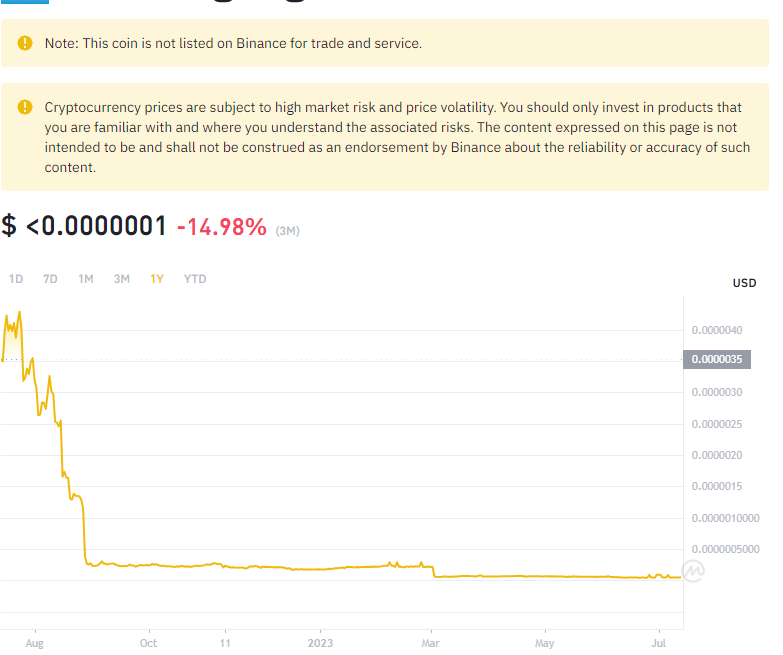 Note: This coin is not listed on Binance for trade and service.
Cryptocurrency prices are subject to high market risk and price volatility. You should only invest in products that
you are familiar with and where you understand the associated risks. The content expressed on this page is not
intended to be and shall not be construed as an endorsement by Binance about the reliability or accuracy of such
content.
$ <0.0000001 -14.98% (3M)
1D 7D 1M 3M 1Y YTD
USD
0.0000040
0.0000035
0.0000030
0.0000025
0.0000020
0.0000015
0.0000010000
0.0000005000
Aug Oct 11 2023 Mar May Jul